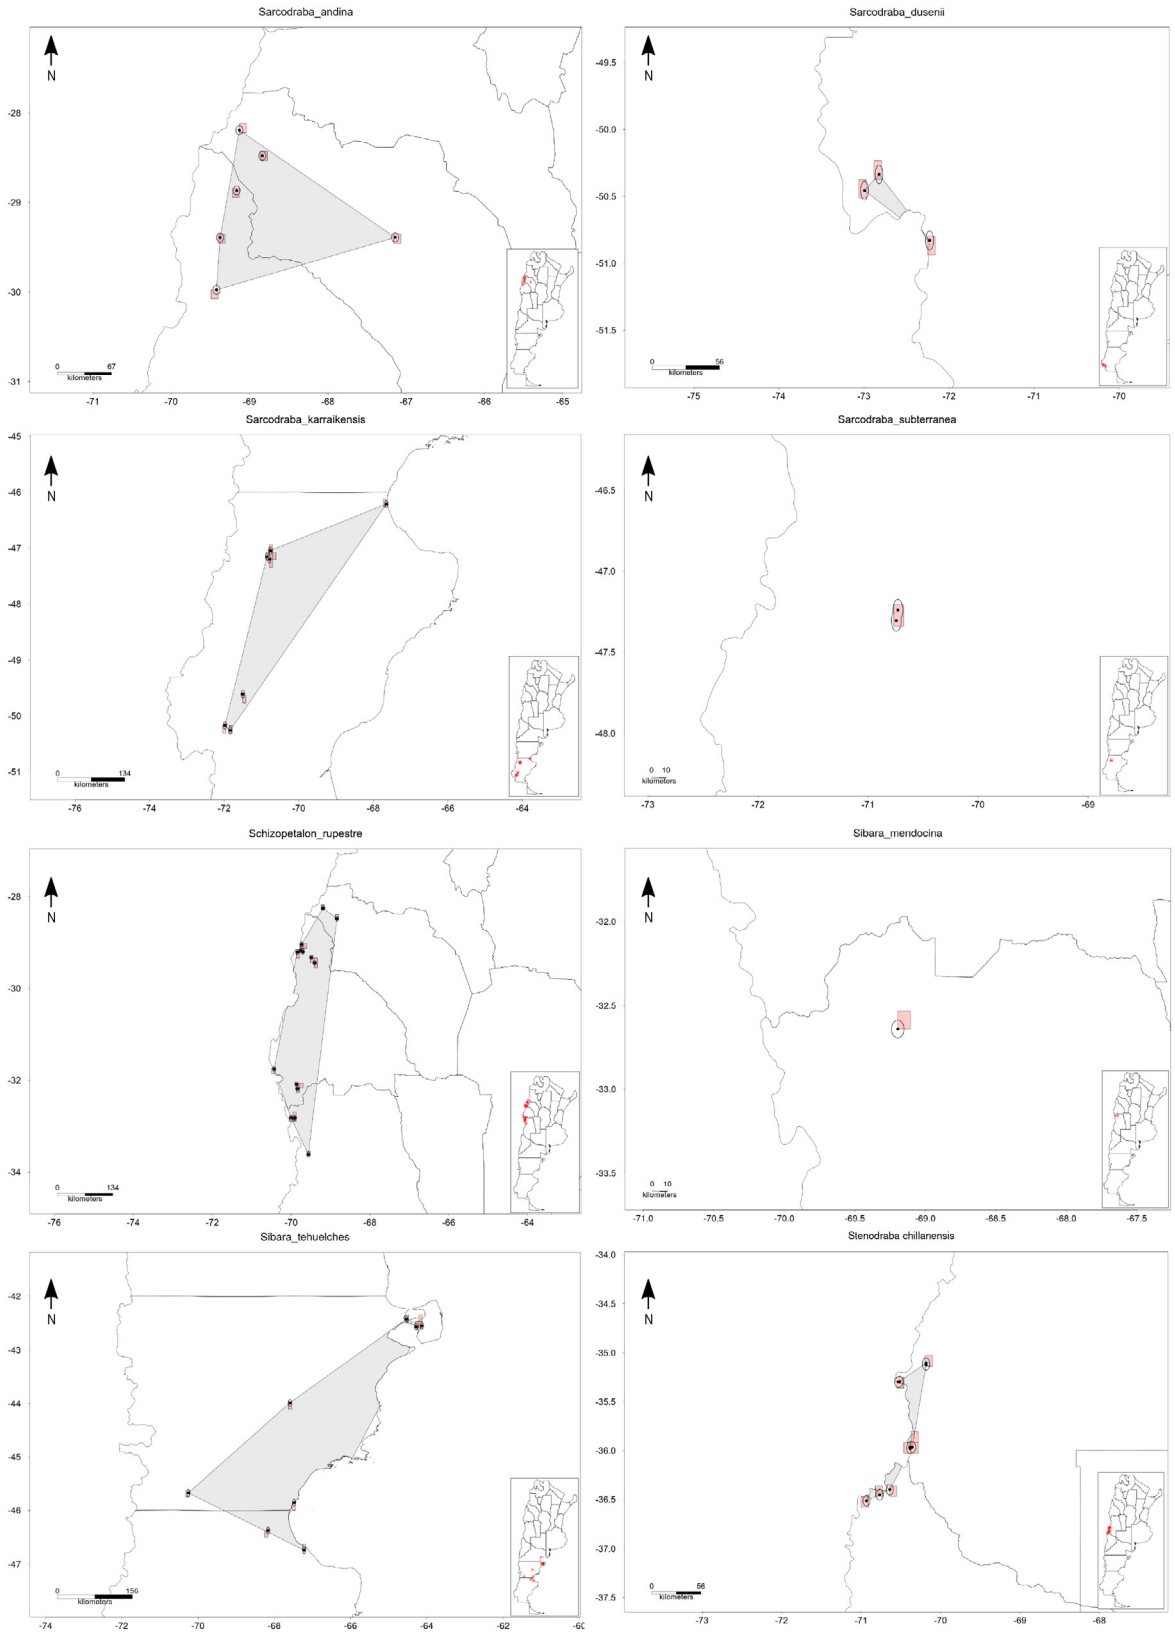 Sarcodraba_andina
N
-28
-29
-30
-31
0 67
kilometers
-71 -70 -69 -68 -67 -66 -65
Sarcodraba_dusenii
N
-49.5
-50.0
-50.5
-51.0
-51.5
0 56
kilometers
-75 -74 -73 -72 -71 -70
Sarcodraba_karraikensis
N
-45
-46
-47
-48
-49
-50
-51
0 134
kilometers
-76 -74 -72 -70 -68 -66 -64
Sarcodraba_subterranea
N
-46.5
-47.0
-47.5
-48.0
0 10
kilometers
-73 -72 -71 -70 -69
Schizopetalon_rupestre
N
-28
-30
-32
-34
0 134
kilometers
-76 -74 -72 -70 -68 -66 -64
Sibara_mendocina
N
-32.0
-32.5
-33.0
-33.5
0 10
kilometers
-71.0 -70.5 -70.0 -69.5 -69.0 -68.5 -68.0 -67.5
Sibara_tehuelches
N
-42
-43
-44
-45
-46
-47
0 156
kilometers
-74 -72 -70 -68 -66 -64 -62 -60
Stenodraba chillanensis
N
-34.0
-34.5
-35.0
-35.5
-36.0
-36.5
-37.0
-37.5
0 56
kilometers
-73 -72 -71 -70 -69 -68